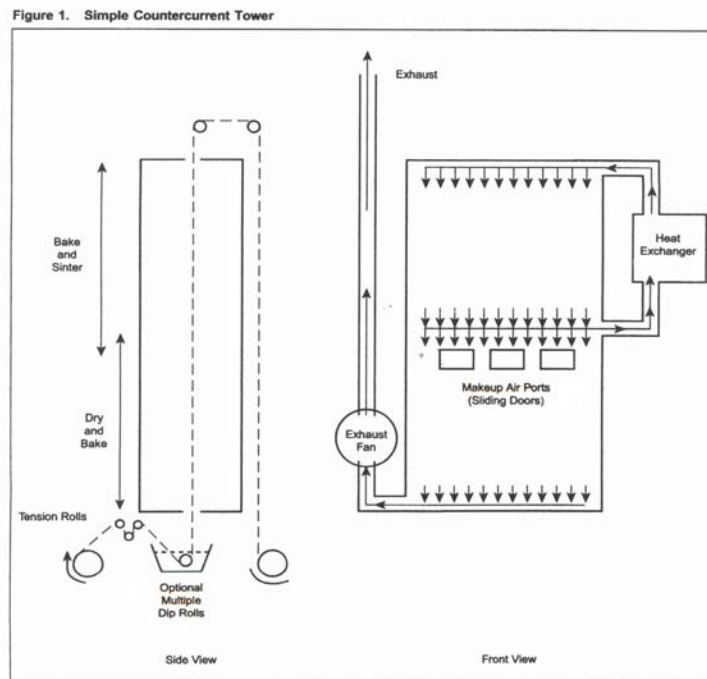 Figure 1. Simple Countercurrent Tower
Exhaust
Bake
and
Sinter
Heat
Exchanger
Makeup Air Ports
(Sliding Doors)
Dry
and
Bake
Exhaust
Fan
Tension Rolls
Optional
Multiple
Dip Rolls
Side View
Front View